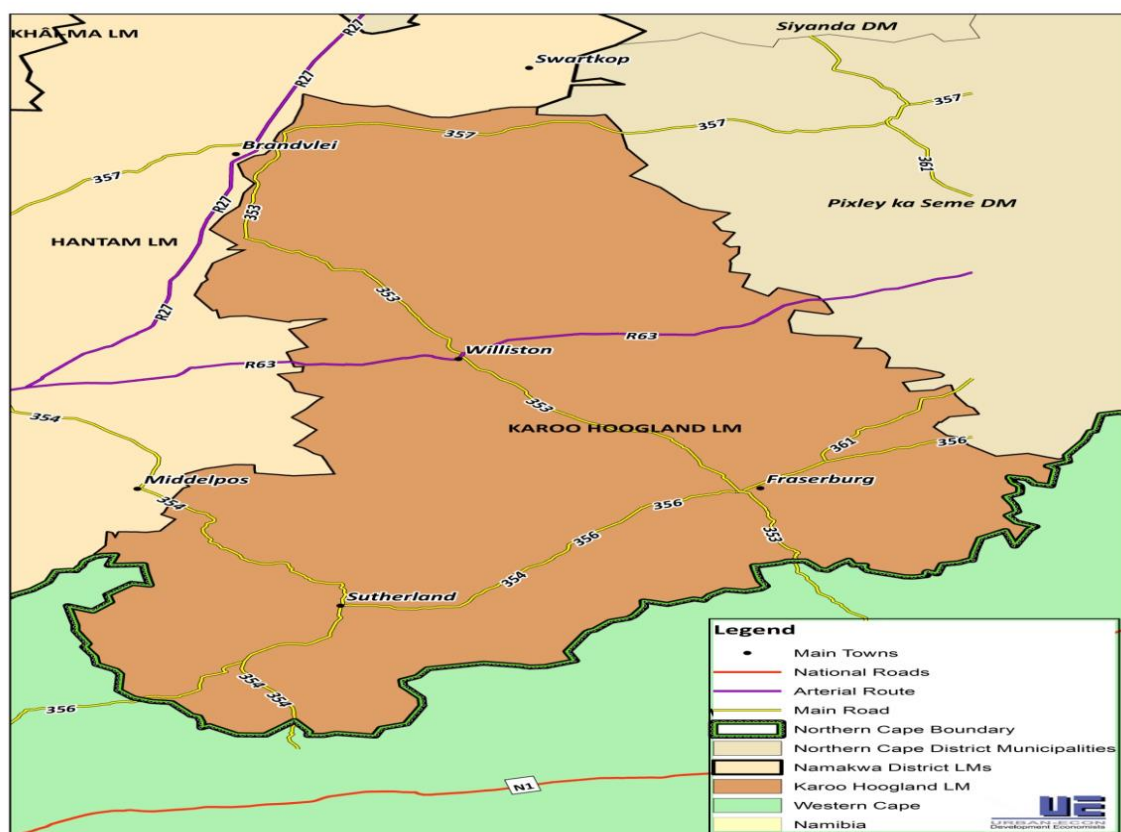 KHÂI-MA LM
R27
Siyanda DM
Swartkop
R27
357
357
357
Brandvlei
357
361
R27
353
Pixley ka Seme DM
HANTAM LM
353
R27
R63
Williston
R63
353
354
KAROO HOOGLAND LM
361
356
Middelpos
Fraserburg
354
356
353
356
354
Sutherland
354
354
356
N1
Legend
Main Towns
National Roads
Arterial Route
Main Road
Northern Cape Boundary
Northern Cape District Municipalities
Namakwa District LMs
Karoo Hoogland LM
Western Cape
Namibia
UE
URBAN-ECON
Development Economists